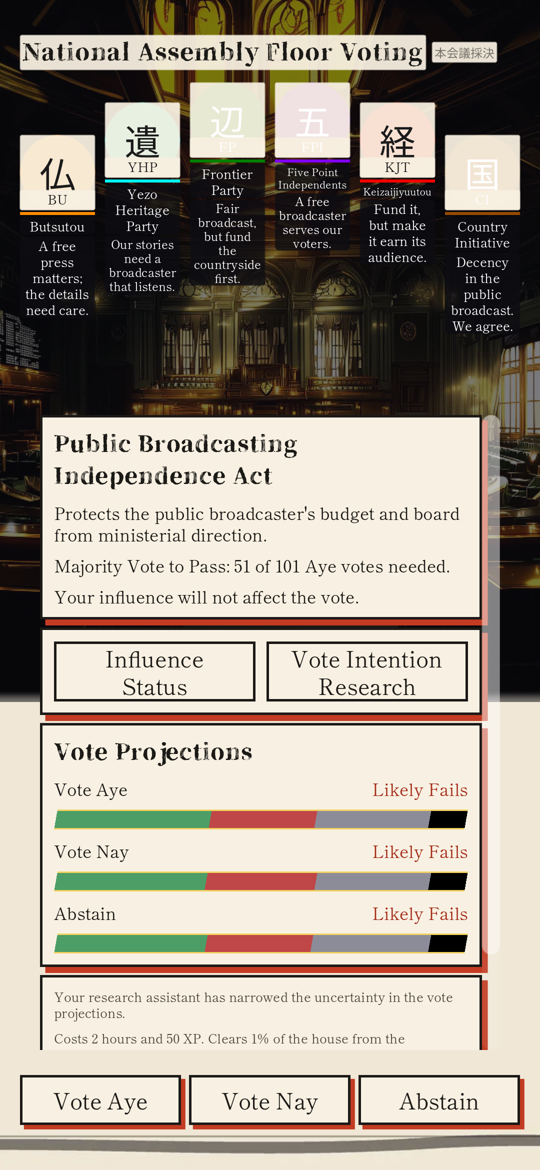 National Assembly Floor Voting
本会議採決
仏
BU
Butsutou
A free
press
matters;
the details
need care.
遺
YHP
Yezo
Heritage
Party
Our stories
need a
broadcaster
that listens.
辺
FP
Frontier
Party
Fair
broadcast,
but fund
the
countryside
first.
五
FPI
Five Point
Independents
A free
broadcaster
serves our
voters.
経
KJT
Keizaijiyuutou
Fund it,
but make
it earn its
audience.
国
CI
Country
Initiative
Decency
in the
public
broadcast.
We agree.
Public Broadcasting
Independence Act
Protects the public broadcaster's budget and board
from ministerial direction.
Majority Vote to Pass: 51 of 101 Aye votes needed.
Your influence will not affect the vote.
Influence
Status
Vote Intention
Research
Vote Projections
Vote Aye
Likely Fails
Vote Nay
Likely Fails
Abstain
Likely Fails
Your research assistant has narrowed the uncertainty in the vote
projections.
Costs 2 hours and 50 XP. Clears 1% of the house from the
Vote Aye
Vote Nay
Abstain